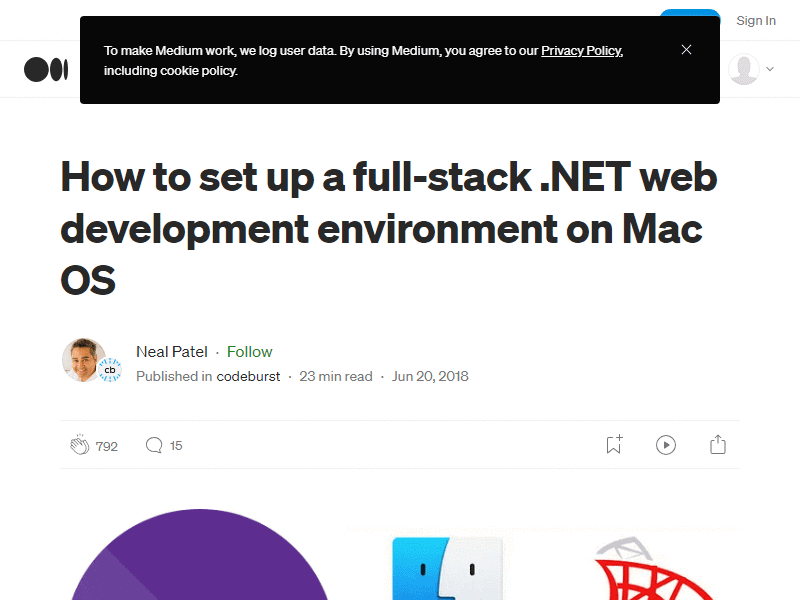 Sign In
To make Medium work, we log user data. By using Medium, you agree to our Privacy Policy,
including cookie policy.
How to set up a full-stack .NET web
development environment on Mac
OS
Neal Patel · Follow
cb
Published in codeburst · 23 min read · Jun 20, 2018
792 15